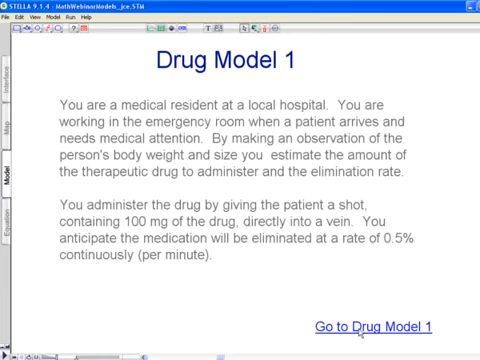 STELLA 9.1.4 - MathWebinarModels_jce.STM
File Edit View Model Run Help
Interface
Map
Model
Equation
Drug Model 1
You are a medical resident at a local hospital. You are
working in the emergency room when a patient arrives and
needs medical attention. By making an observation of the
person's body weight and size you estimate the amount of
the therapeutic drug to administer and the elimination rate.
You administer the drug by giving the patient a shot,
containing 100 mg of the drug, directly into a vein. You
anticipate the medication will be eliminated at a rate of 0.5%
continuously (per minute).
Go to Drug Model 1